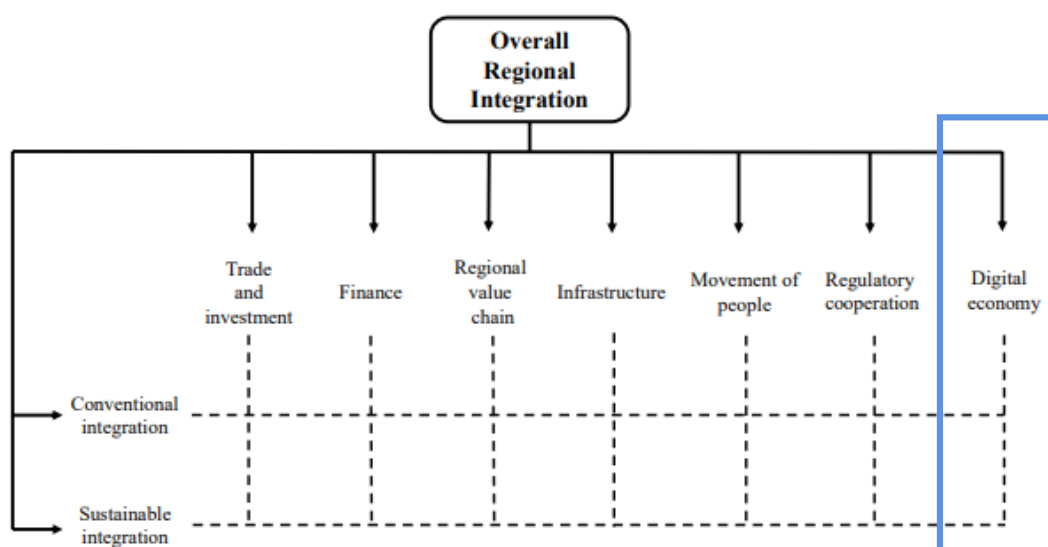 Overall
Regional
Integration
Trade
and
investment
Finance
Regional
value
chain
Infrastructure
Movement of
people
Regulatory
cooperation
Digital
economy
Conventional
integration
Sustainable
integration